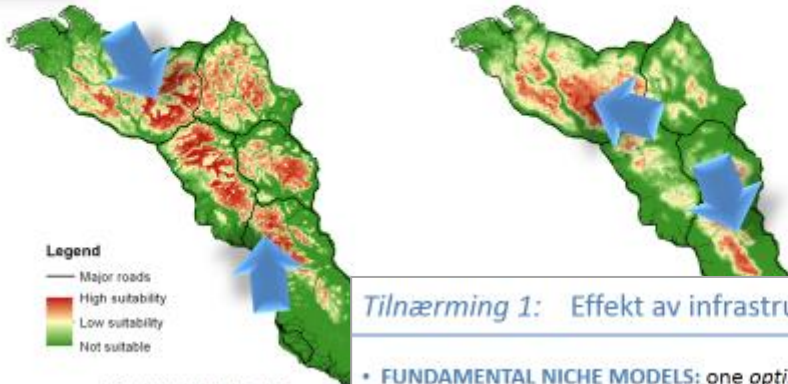 Legend
Major roads
High suitability
Low suitability
Not suitable
Tilnærming 1: Effekt av infrastru
• FUNDAMENTAL NICHE MODELS: one opti